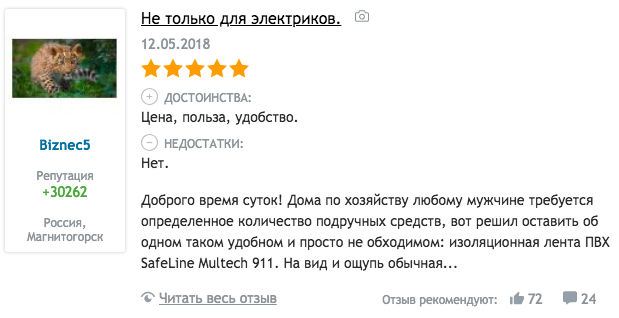 Не только для электриков.
12.05.2018
ДОСТОИНСТВА:
Цена, польза, удобство.
НЕДОСТАТКИ:
Нет.
Biznec5
Репутация
+30262
Россия,
Магнитогорск
Доброго время суток! Дома по хозяйству любому мужчине требуется
определенное количество подручных средств, вот решил оставить об
одном таком удобном и просто не обходимом: изоляционная лента ПВХ
SafeLine Multech 911. На вид и ощупь обычная...
Читать весь отзыв
Отзыв рекомендуют: 72 24